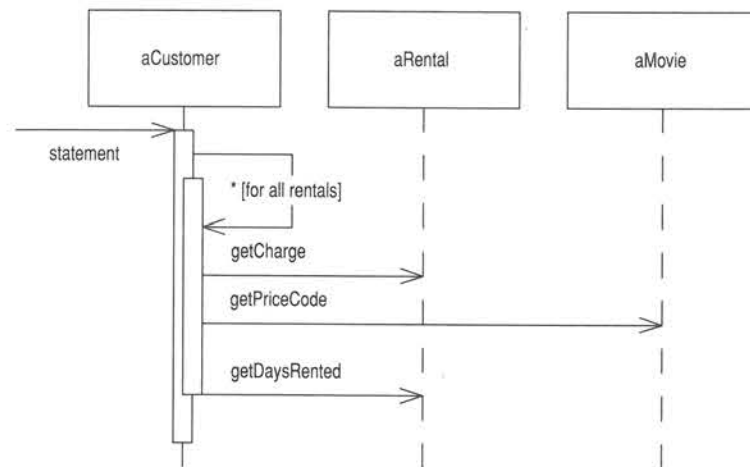 aCustomer
aRental
aMovie
statement
* [for all rentals]
getCharge
getPriceCode
getDaysRented